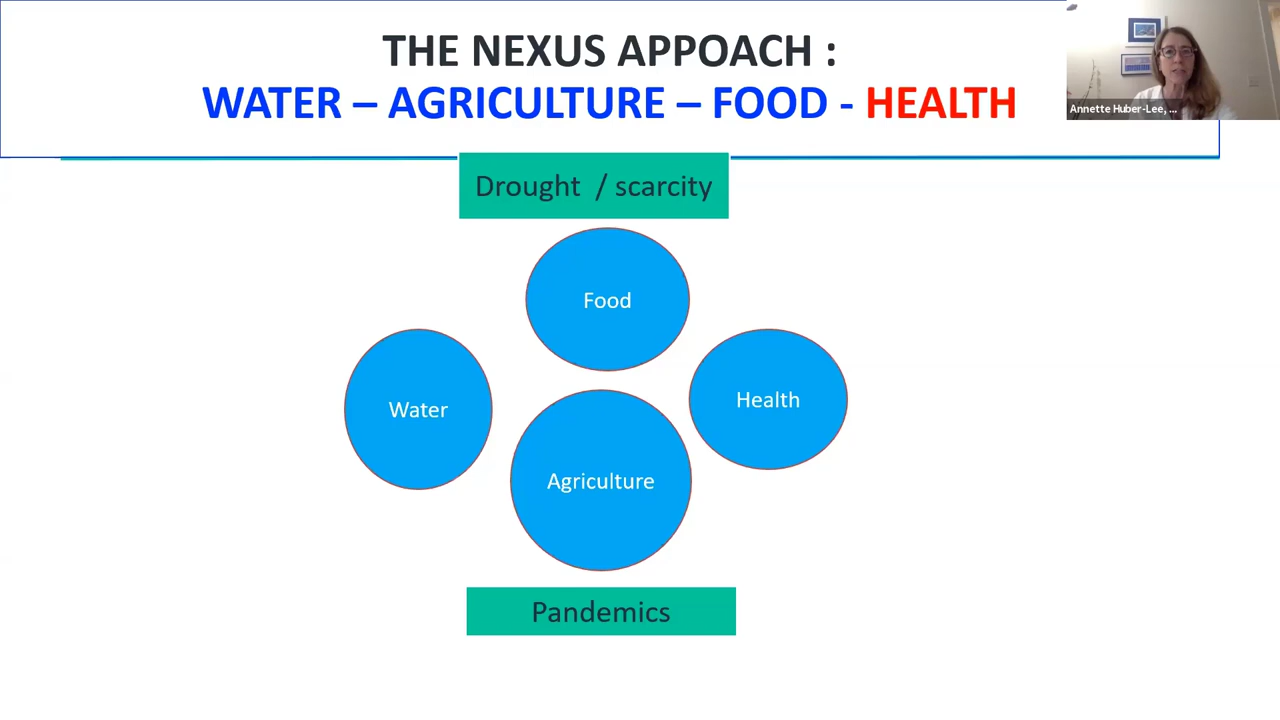 THE NEXUS APPOACH :
WATER – AGRICULTURE – FOOD - HEALTH
Annette Huber-Lee, ...
Drought / scarcity
Food
Water
Health
Agriculture
Pandemics